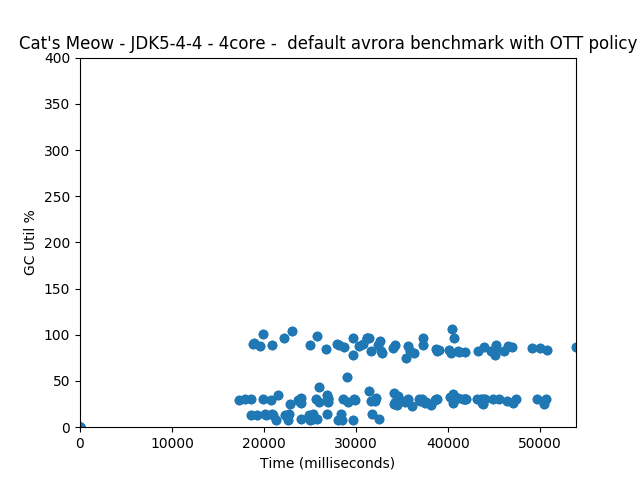 Cat's Meow - JDK5-4-4 - 4core -  default avrora benchmark with OTT policy
400
350
300
250
200
150
100
50
0
GC Util %
0 10000 20000 30000 40000 50000
Time (milliseconds)